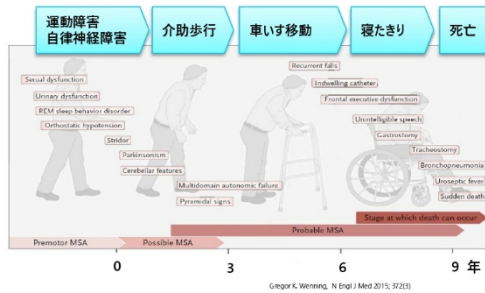 運動障害
自律神経障害
介助歩行
車いす移動
寝たきり
死亡
Sexual dysfunction
Urinary dysfunction
REM sleep behavior disorder
Orthostatic hypotension
Stridor
Parkinsonism
Cerebellar features
Multidomain autonomic failure
Pyramidal signs
Recurrent falls
Indwelling catheter
Frontal executive dysfunction
Unintelligible speech
Gastrostomy
Tracheostomy
Bronchopneumonia
Uroseptic fever
Sudden death
Stage at which death can occur
Probable MSA
Premotor MSA
Possible MSA
0
3
6
9 年
Gregor K. Wenning, N Engl J Med 2015; 372(3)